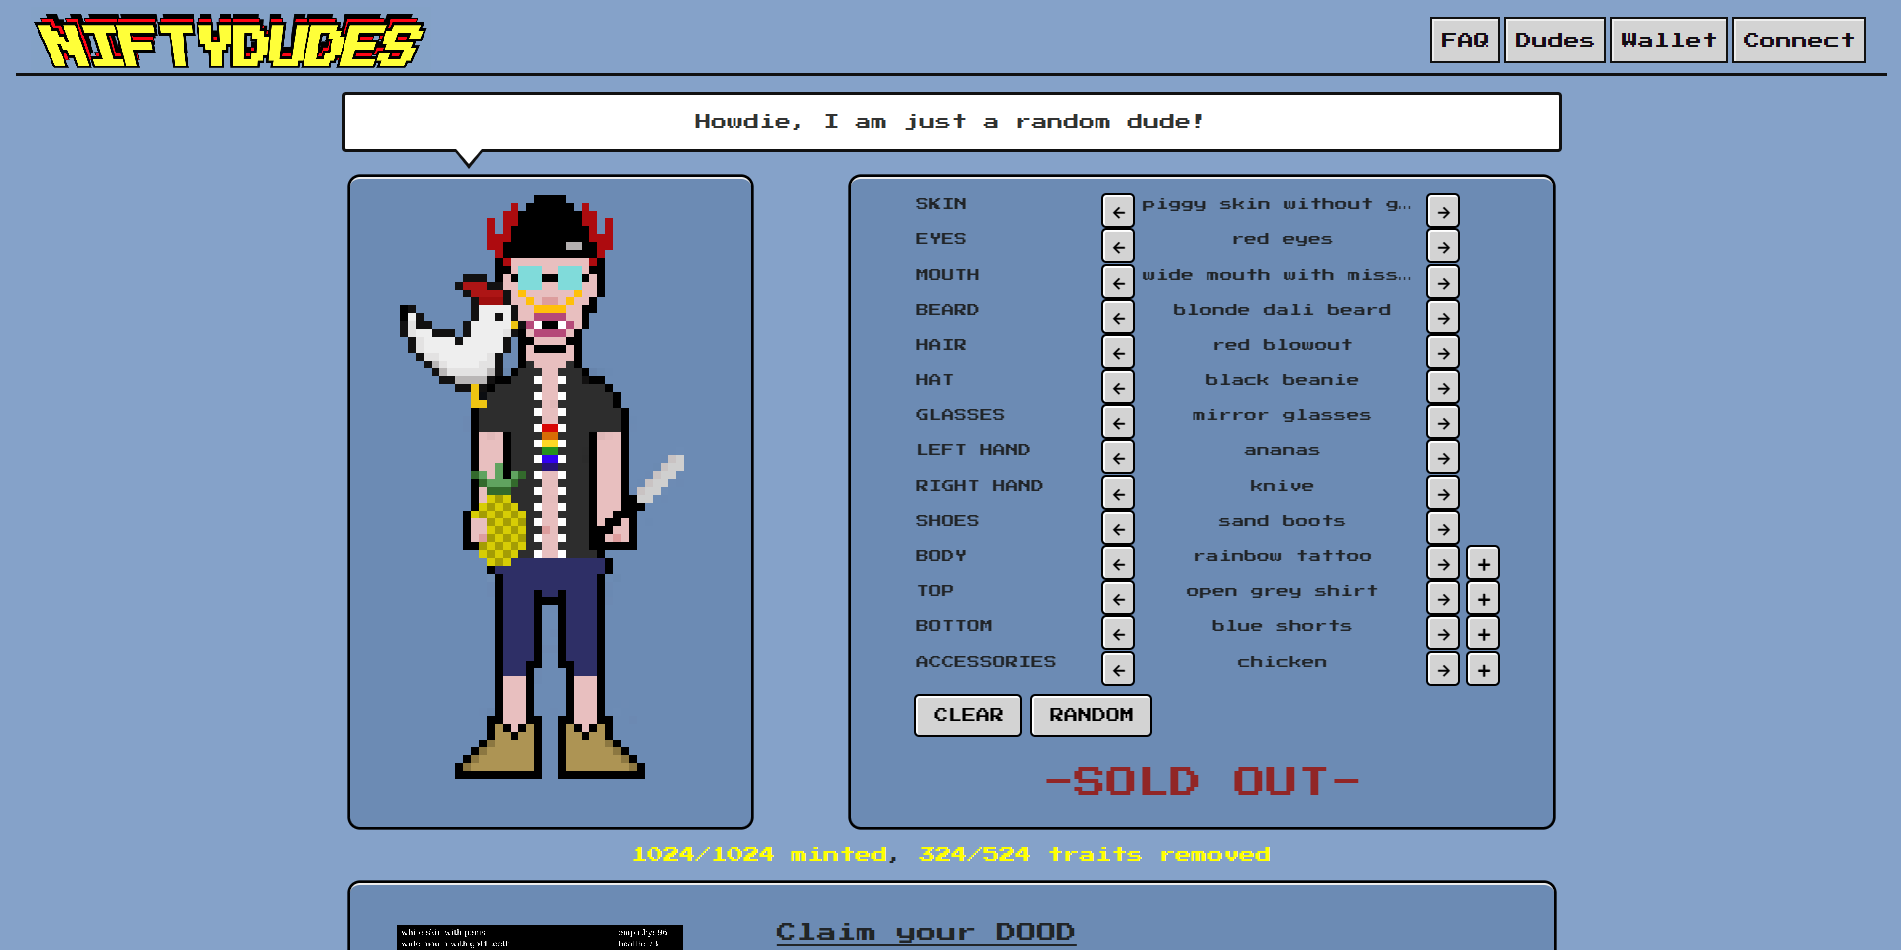 NIFTYDUDES
FAQ Dudes Wallet Connect
Howdie, I am just a random dude!
SKIN ← piggy skin without g... →
EYES ← red eyes →
MOUTH ← wide mouth with miss... →
BEARD ← blonde dali beard →
HAIR ← red blowout →
HAT ← black beanie →
GLASSES ← mirror glasses →
LEFT HAND ← ananas →
RIGHT HAND ← knive →
SHOES ← sand boots →
BODY ← rainbow tattoo → +
TOP ← open grey shirt → +
BOTTOM ← blue shorts → +
ACCESSORIES ← chicken → +
CLEAR RANDOM
-SOLD OUT-
1024/1024 minted, 324/524 traits removed
Claim your DOOD